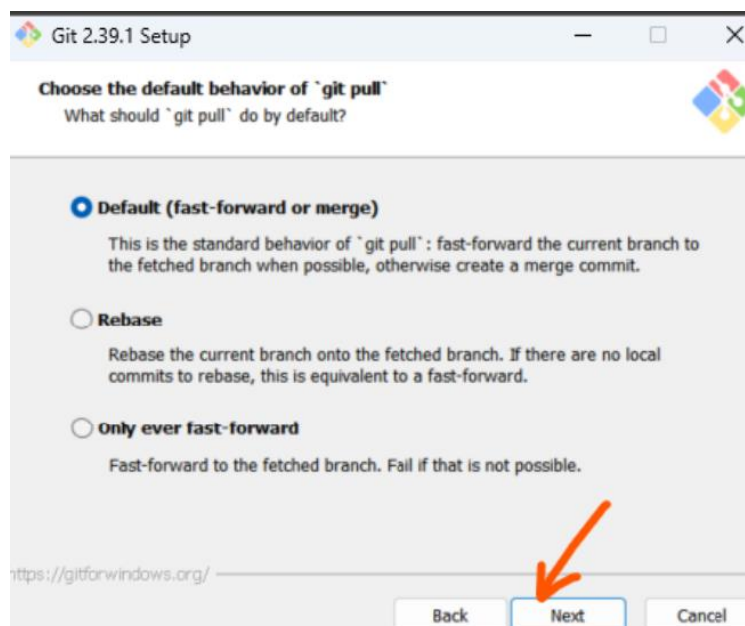 Git 2.39.1 Setup
Choose the default behavior of `git pull`
What should `git pull` do by default?
Default (fast-forward or merge)
This is the standard behavior of `git pull`: fast-forward the current branch to
the fetched branch when possible, otherwise create a merge commit.
Rebase
Rebase the current branch onto the fetched branch. If there are no local
commits to rebase, this is equivalent to a fast-forward.
Only ever fast-forward
Fast-forward to the fetched branch. Fail if that is not possible.
https://gitforwindows.org/
Back Next Cancel